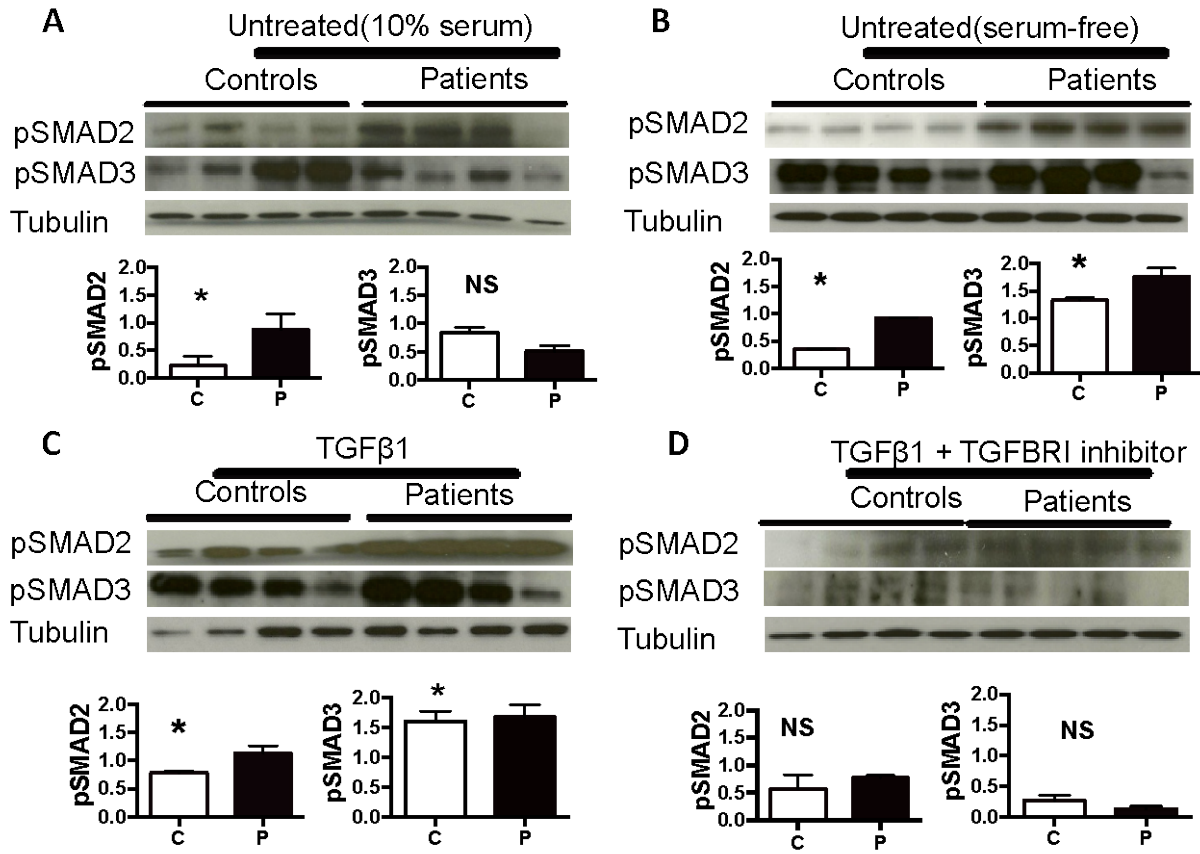 A
Untreated(10% serum)
Controls Patients
pSMAD2
pSMAD3
Tubulin
pSMAD2
2.0
1.5
1.0
0.5
0.0
*
C P
pSMAD3
2.0
1.5
1.0
0.5
0.0
NS
C P
B
Untreated(serum-free)
Controls Patients
pSMAD2
pSMAD3
Tubulin
pSMAD2
2.0
1.5
1.0
0.5
0.0
*
C P
pSMAD3
2.0
1.5
1.0
0.5
0.0
*
C P
C
TGFβ1
Controls Patients
pSMAD2
pSMAD3
Tubulin
pSMAD2
2.0
1.5
1.0
0.5
0.0
*
C P
pSMAD3
2.0
1.5
1.0
0.5
0.0
*
C P
D
TGFβ1 + TGFBRI inhibitor
Controls Patients
pSMAD2
pSMAD3
Tubulin
pSMAD2
2.0
1.5
1.0
0.5
0.0
NS
C P
pSMAD3
2.0
1.5
1.0
0.5
0.0
NS
C P